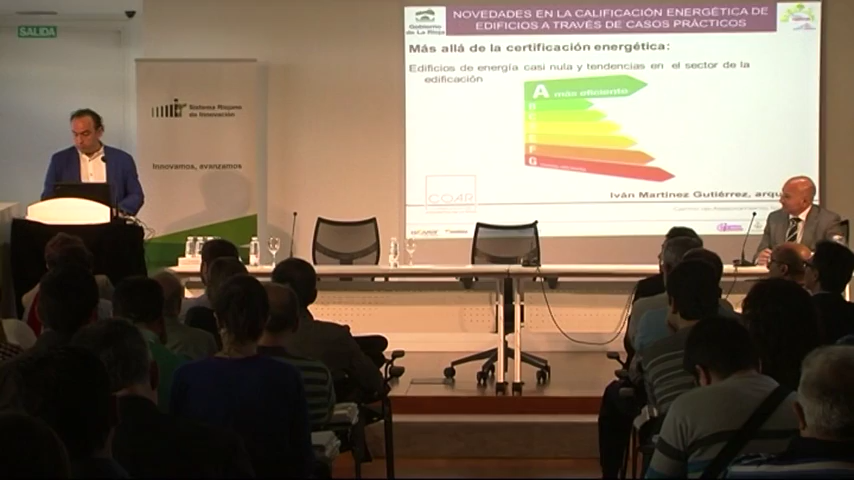 SALIDA
Sistema Riojano
de Innovación
Innovamos, avanzamos
Gobierno
de La Rioja
NOVEDADES EN LA CALIFICACIÓN ENERGÉTICA DE
EDIFICIOS A TRAVÉS DE CASOS PRÁCTICOS
Más allá de la certificación energética:
Edificios de energía casi nula y tendencias en el sector de la
edificación
A más eficiente
F
G
COAR
Iván Martínez Gutiérrez, arqu